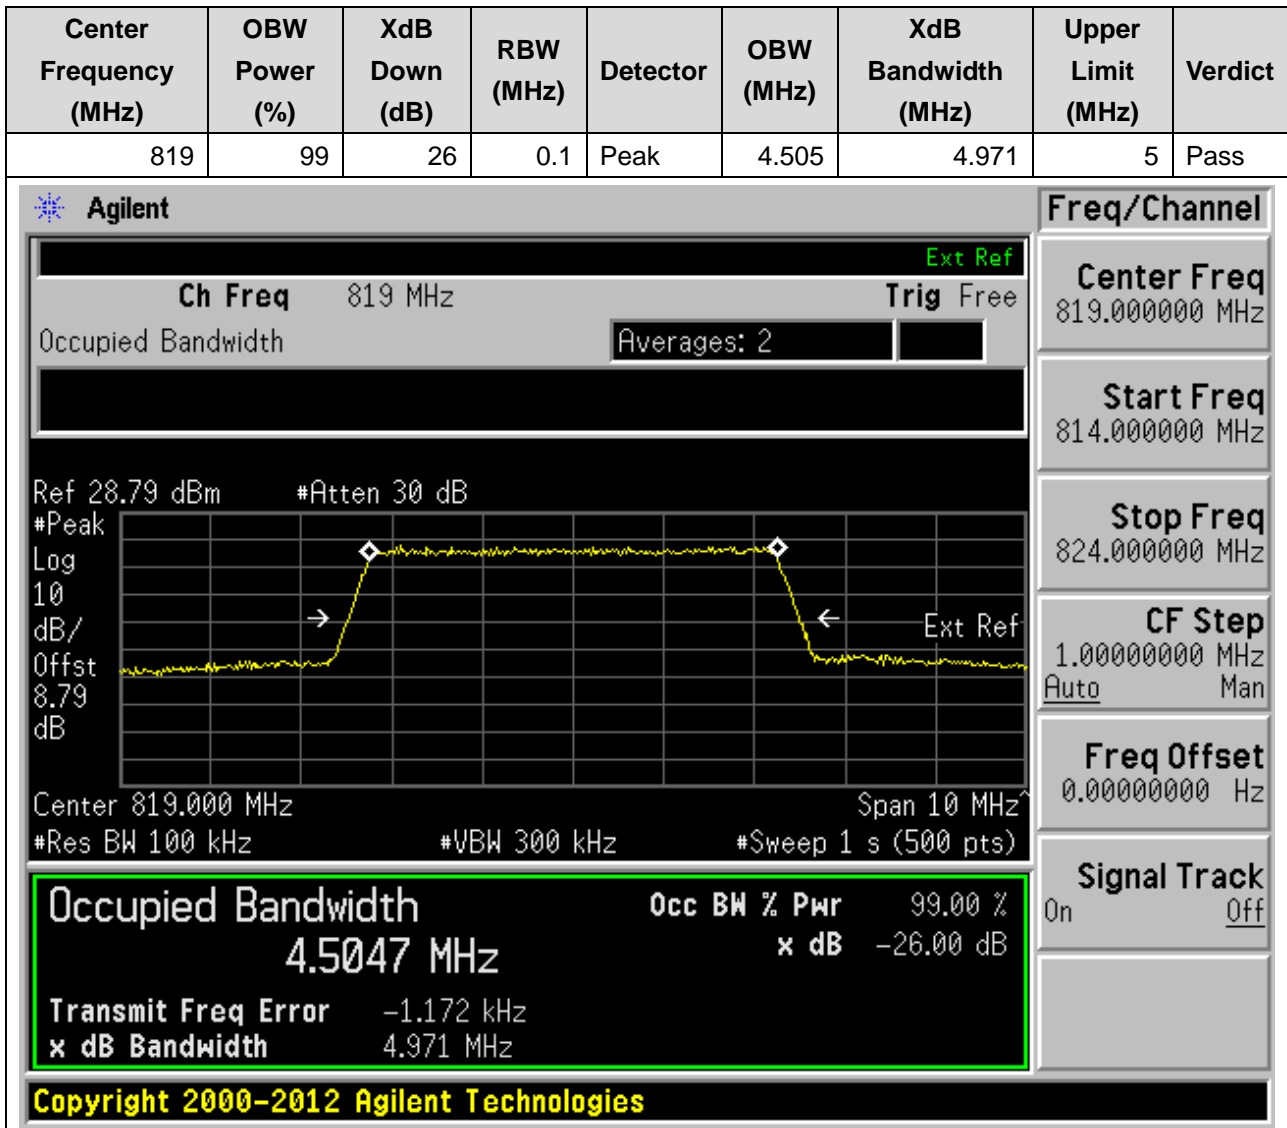 Center Frequency (MHz) OBW Power (%) XdB Down (dB) RBW (MHz) Detector OBW (MHz) XdB Bandwidth (MHz) Upper Limit (MHz) Verdict
819 99 26 0.1 Peak 4.505 4.971 5 Pass
Agilent
Freq/Channel
Ext Ref
Ch Freq 819 MHz Trig Free
Occupied Bandwidth Averages: 2
Center Freq
819.000000 MHz
Start Freq
814.000000 MHz
Stop Freq
824.000000 MHz
CF Step
1.00000000 MHz
Auto Man
Freq Offset
0.00000000 Hz
Signal Track
On Off
Ref 28.79 dBm #Atten 30 dB
#Peak
Log
10
dB/
Offst
8.79
dB
Ext Ref
Center 819.000 MHz Span 10 MHz^
#Res BW 100 kHz #VBW 300 kHz #Sweep 1 s (500 pts)
Occupied Bandwidth Occ BW % Pwr 99.00 %
4.5047 MHz x dB -26.00 dB
Transmit Freq Error -1.172 kHz
x dB Bandwidth 4.971 MHz
Copyright 2000-2012 Agilent Technologies